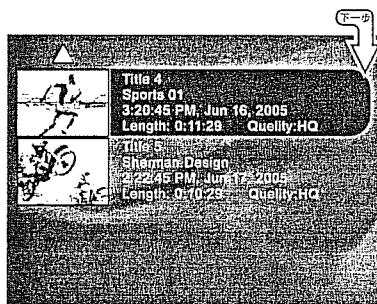 下一步
Title 4
Sports 01
3:20:45 PM, Jun 16, 2005
Length: 0:11:29 Quality:HQ
Title 5
Sherman Design
2:22:45 PM, Jun 17, 2005
Length: 0:10:29 Quality:HQ